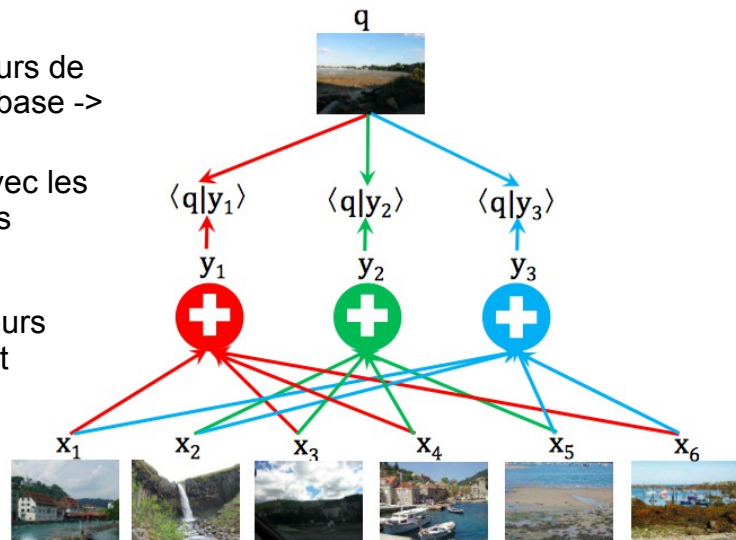 q
urs de
base ->
vec les
s
urs
t
⟨q|y₁⟩ ⟨q|y₂⟩ ⟨q|y₃⟩
y₁ y₂ y₃
x₁ x₂ x₃ x₄ x₅ x₆